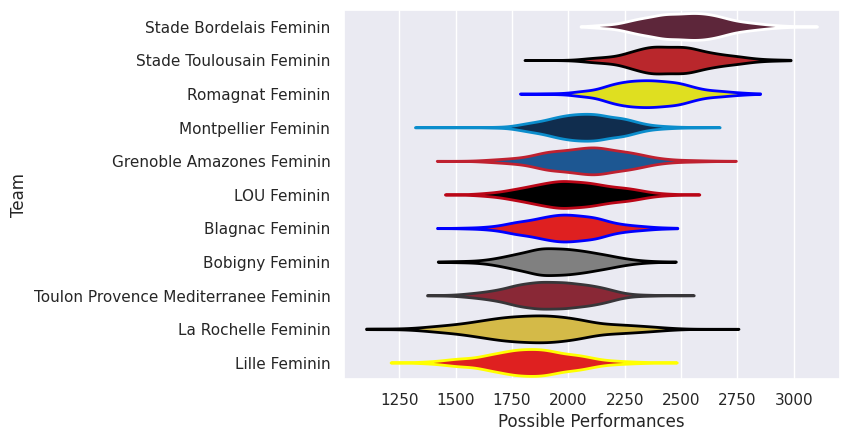 Stade Bordelais Feminin
Stade Toulousain Feminin
Romagnat Feminin
Montpellier Feminin
Grenoble Amazones Feminin
LOU Feminin
Blagnac Feminin
Bobigny Feminin
Toulon Provence Mediterranee Feminin
La Rochelle Feminin
Lille Feminin
Team
1250 1500 1750 2000 2250 2500 2750 3000
Possible Performances